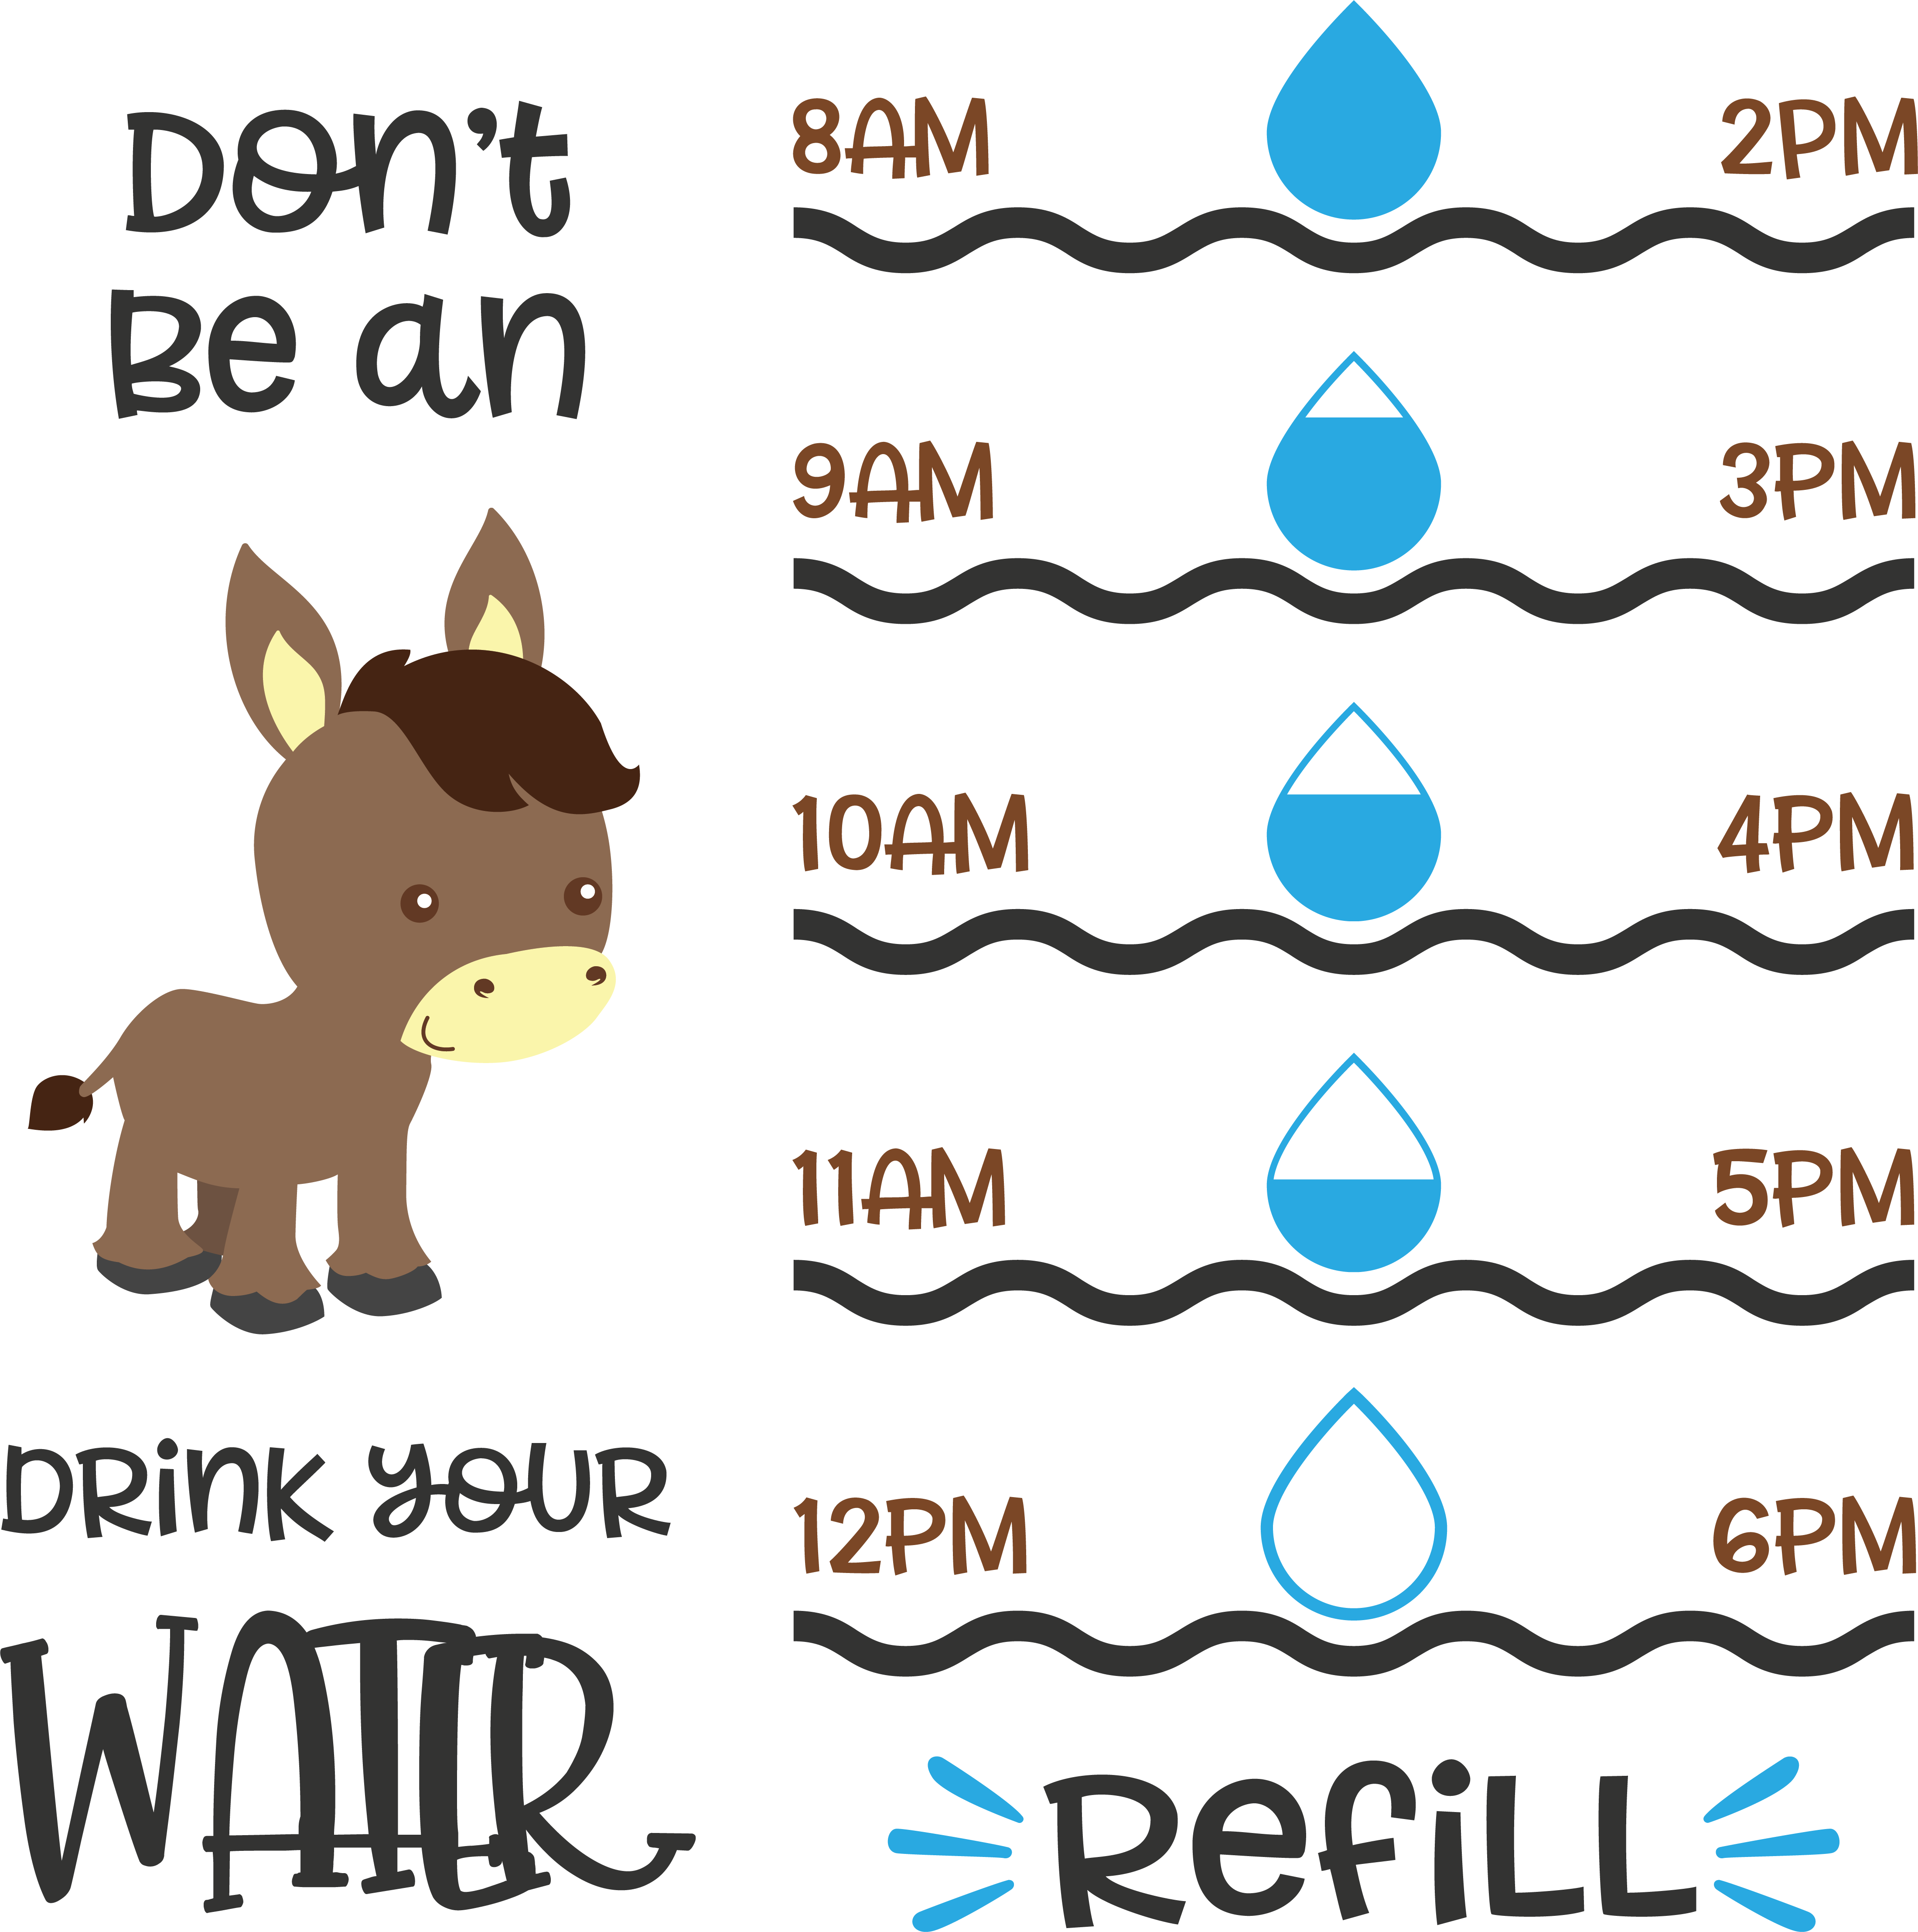 Don't
Be an
DRink YOUR
WATER
8AM 2PM
9AM 3PM
10AM 4PM
11AM 5PM
12PM 6PM
RefiLL